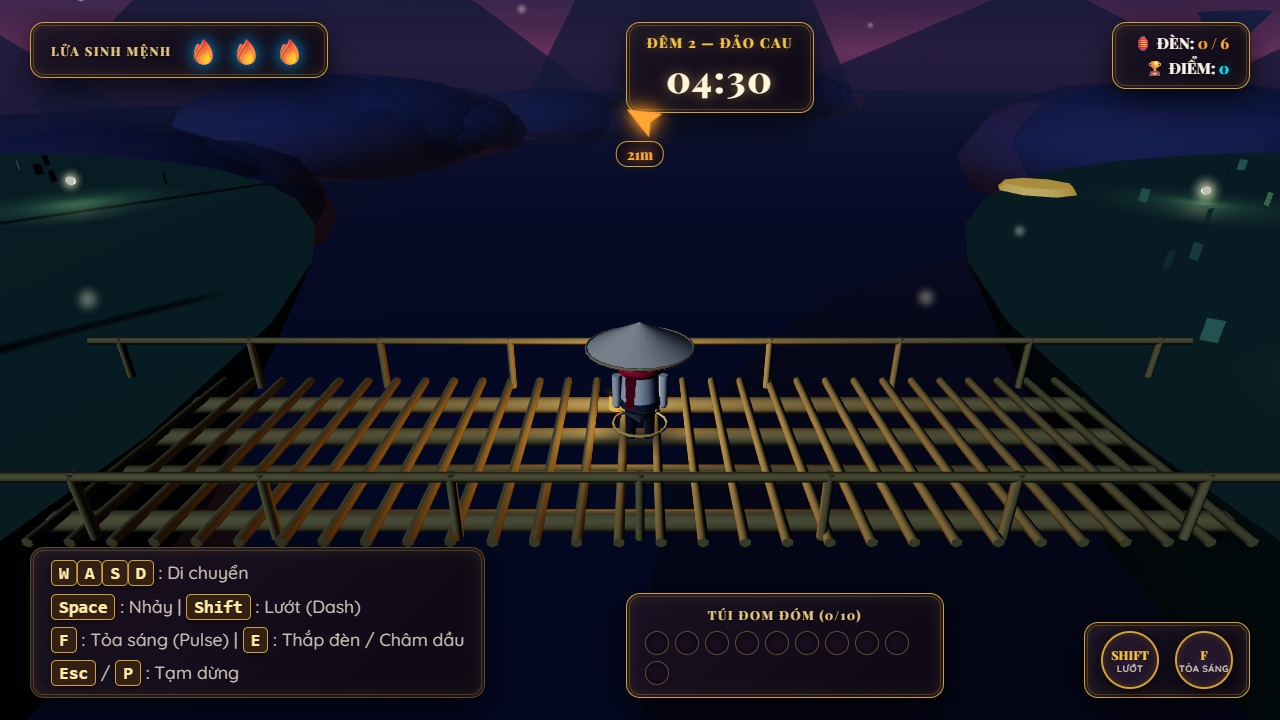 LỬA SINH MỆNH
ĐÊM 2 — ĐẢO CAU
04:30
21m
ĐÈN: 0 / 6
ĐIỂM: 0
W A S D : Di chuyển
Space : Nhảy | Shift : Lướt (Dash)
F : Tỏa sáng (Pulse) | E : Thắp đèn / Châm dầu
Esc / P : Tạm dừng
TÚI ĐOM ĐÓM (0/10)
SHIFT
LƯỚT
F
TỎA SÁNG